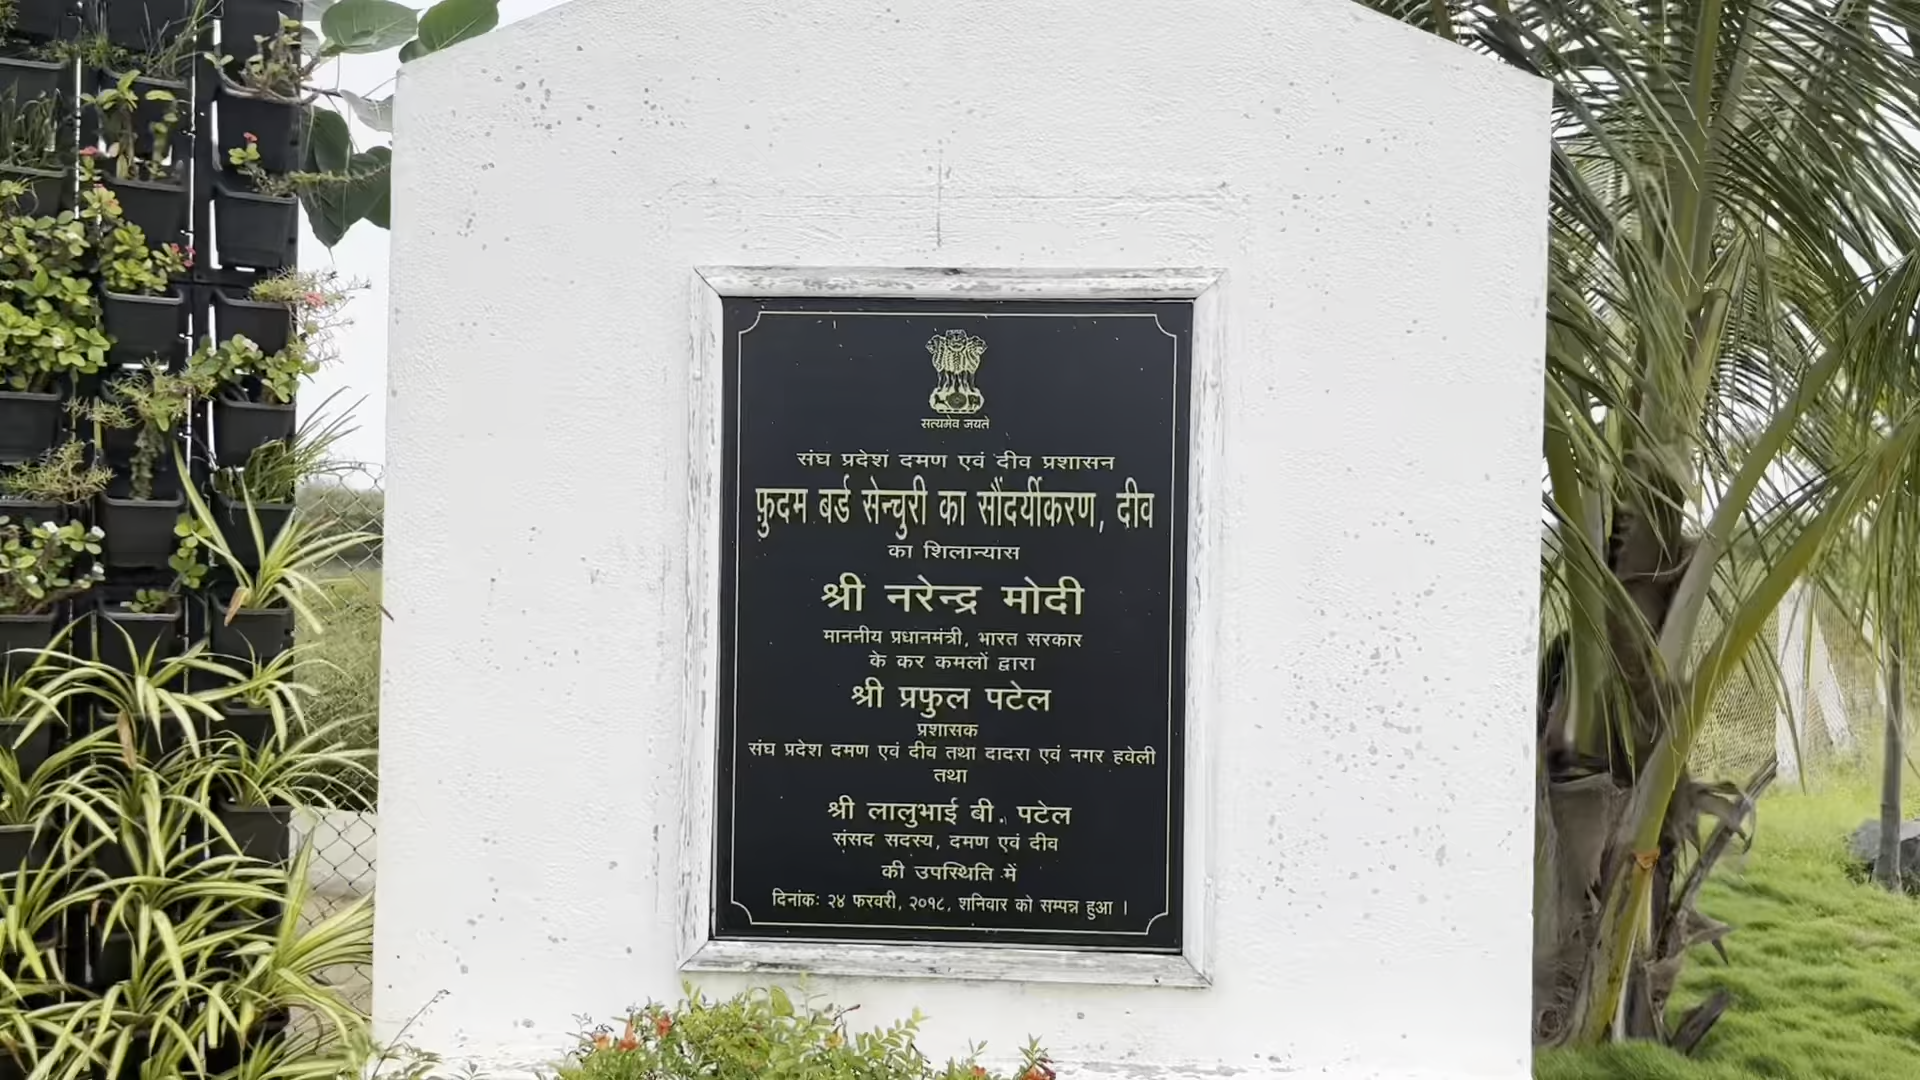 सत्यमेव जयते
संघ प्रदेश दमण एवं दीव प्रशासन
फ़ुदम बर्ड सेन्चुरी का सौंदर्यीकरण, दीव
का शिलान्यास
श्री नरेन्द्र मोदी
माननीय प्रधानमंत्री, भारत सरकार
के कर कमलों द्वारा
श्री प्रफुल पटेल
प्रशासक
संघ प्रदेश दमण एवं दीव तथा दादरा एवं नगर हवेली
तथा
श्री लालुभाई बी. पटेल
संसद सदस्य, दमण एवं दीव
की उपस्थिति में
दिनांक: २४ फरवरी, २०१८, शनिवार को सम्पन्न हुआ ।